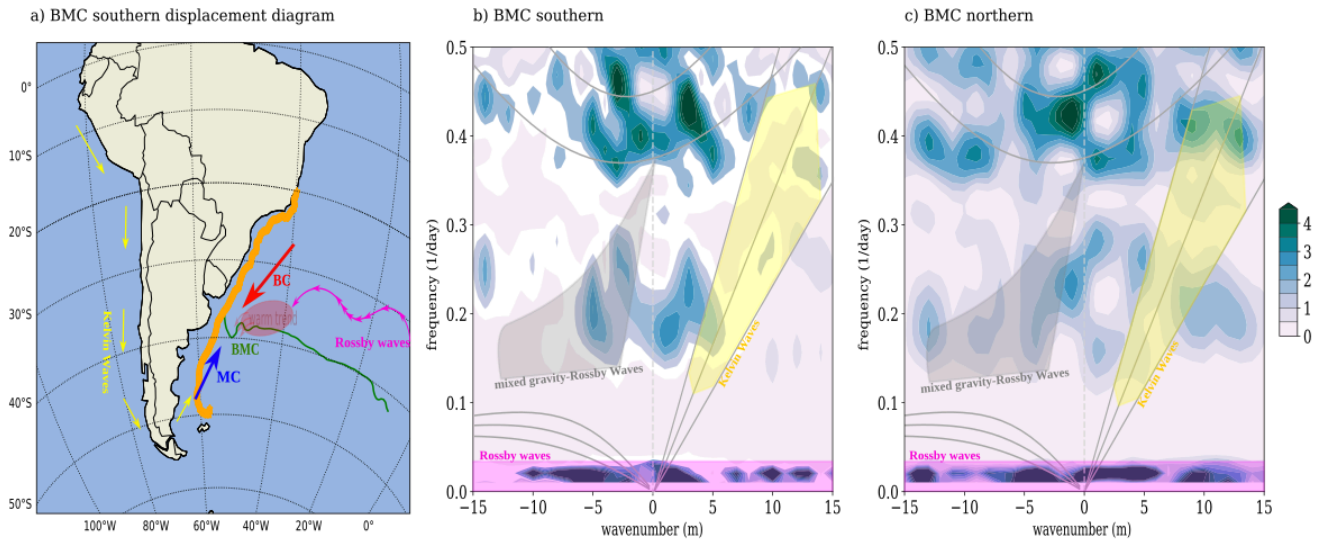 a) BMC southern displacement diagram
b) BMC southern
c) BMC northern
0°
10°S
20°S
30°S
40°S
50°S
100°W
80°W
60°W
40°W
20°W
0°
Kelvin Waves
BC
warm trend
BMC
MC
Rossby waves
frequency (1/day)
0.5
0.4
0.3
0.2
0.1
0.0
mixed gravity-Rossby Waves
Kelvin Waves
Rossby waves
−15
−10
−5
0
5
10
15
wavenumber (m)
frequency (1/day)
0.5
0.4
0.3
0.2
0.1
0.0
mixed gravity-Rossby Waves
Kelvin Waves
Rossby waves
−15
−10
−5
0
5
10
15
wavenumber (m)
4
3
2
1
0